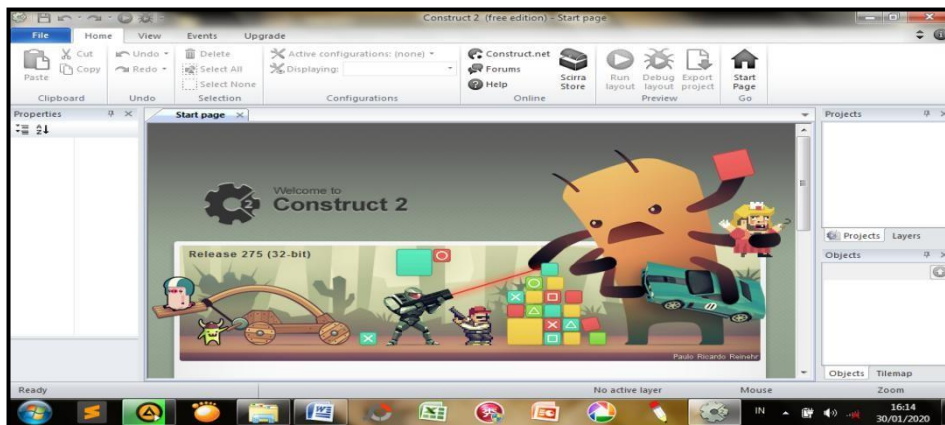 Construct 2 (free edition) - Start page
File Home View Events Upgrade
Paste
Cut
Copy
Clipboard
Undo
Redo
Undo
Delete
Select All
Select None
Selection
Active configurations: (none)
Displaying:
Configurations
Construct.net
Forums
Help
Scirra Store
Online
Run layout
Debug layout
Export project
Preview
Start Page
Go
Properties
Start page
Projects
Welcome to
Construct 2
2
Release 275 (32-bit)
Paulo Ricardo Reinehr
Projects Layers
Objects
Objects Tilemap
Ready No active layer Mouse Zoom
IN
16:14
30/01/2020